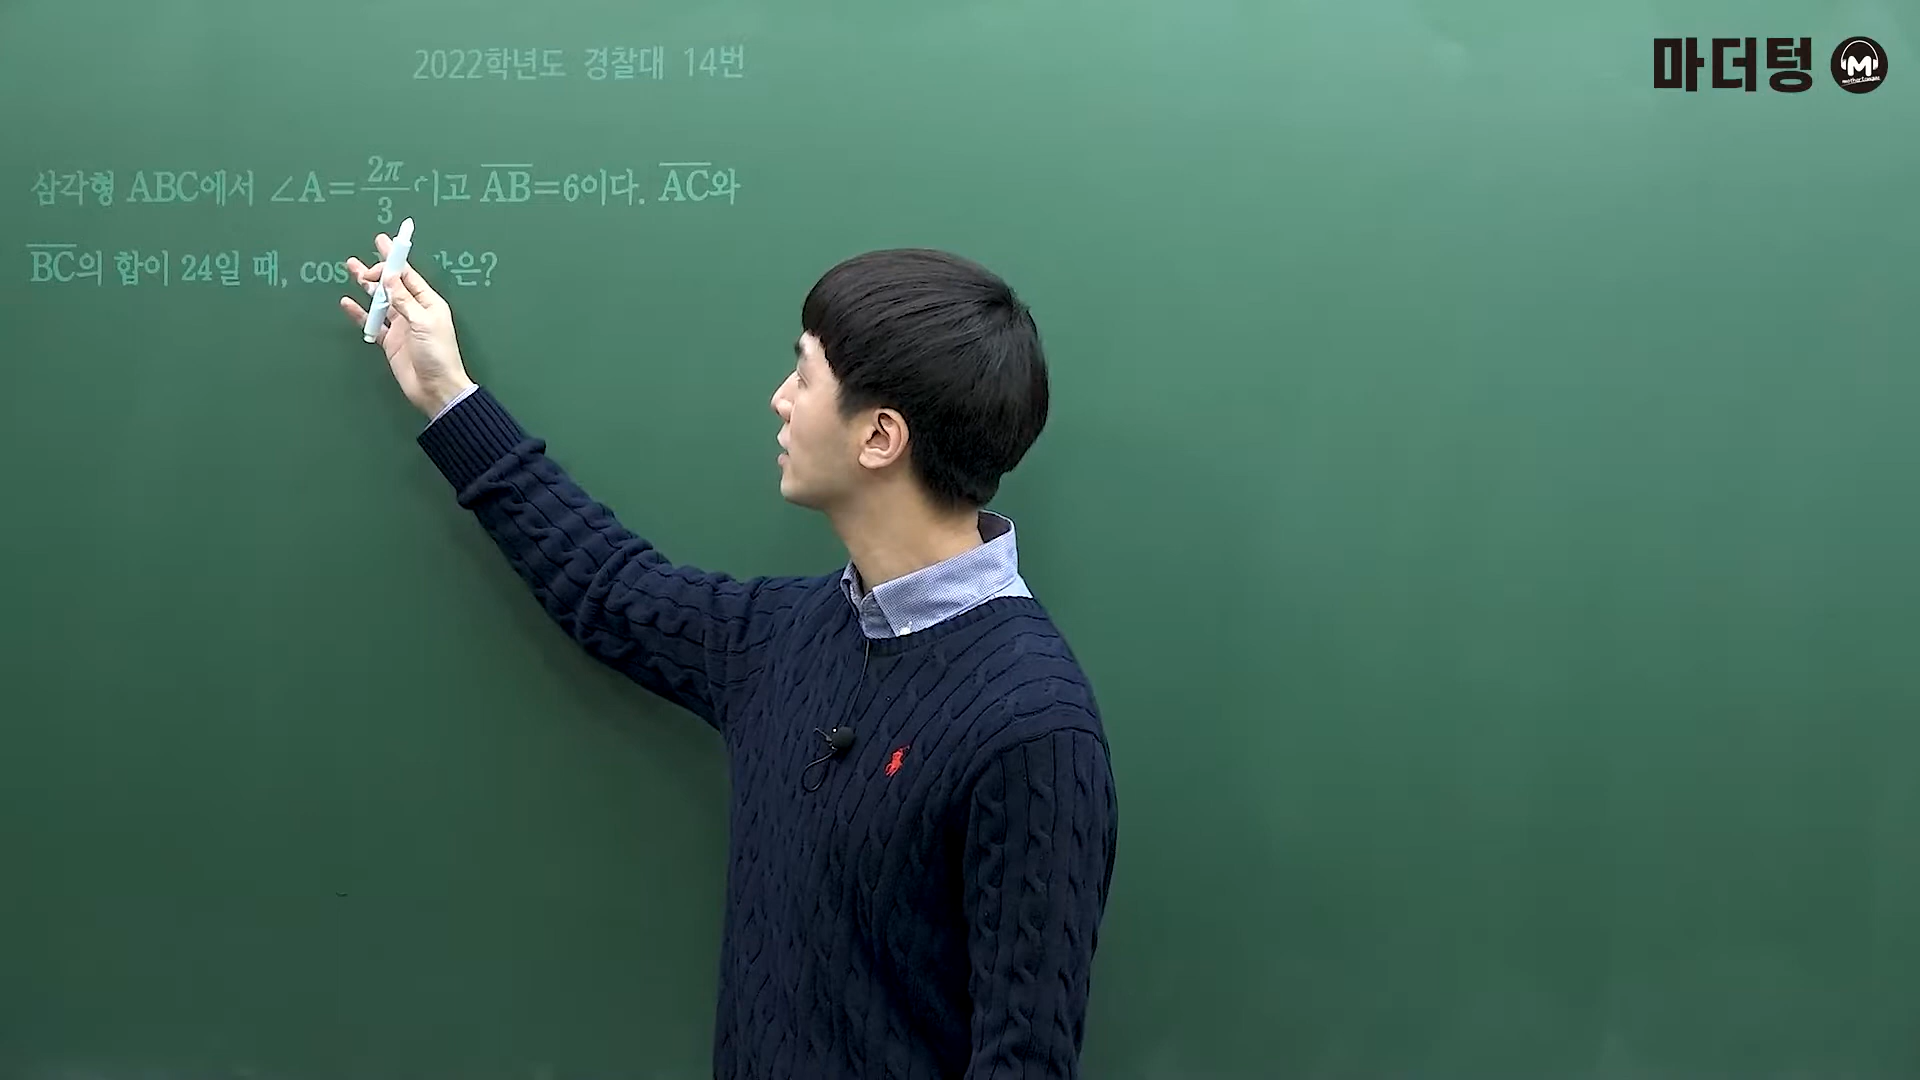 2022학년도 경찰대 14번
마더텅
M
삼각형 ABC에서 ∠A=2π/3 이고 AB=6이다. AC와
BC의 합이 24일 때, cos 은?